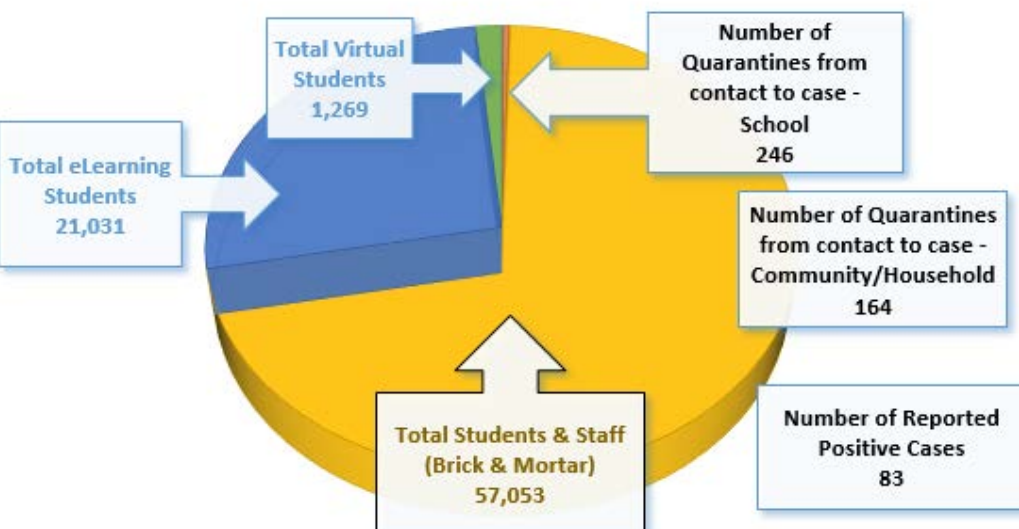 Total Virtual
Students
1,269
Number of
Quarantines from
contact to case -
School
246
Total eLearning
Students
21,031
Number of Quarantines
from contact to case -
Community/Household
164
Total Students & Staff
(Brick & Mortar)
57,053
Number of Reported
Positive Cases
83